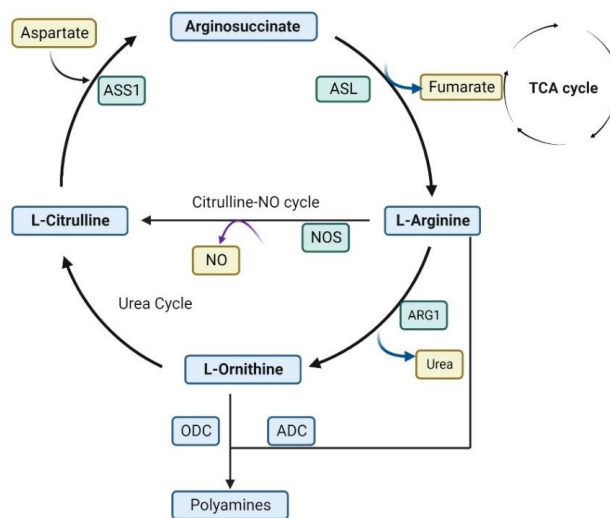 Aspartate
Arginosuccinate
ASS1
ASL
Fumarate
TCA cycle
Citrulline-NO cycle
L-Citrulline
L-Arginine
NOS
NO
Urea Cycle
ARG1
Urea
L-Ornithine
ODC
ADC
Polyamines